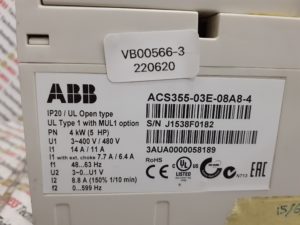 VB00566-3
220620
ABB
IP20 / UL Open type
UL Type 1 with MUL1 option
PN 4 kW (5 HP)
U1 3~400 V / 480 V
I1 14 A / 11 A
I1 with ext. choke 7.7 A / 6.4 A
f1 48...63 Hz
U2 3~0...U1 V
I2 8.8 A (150% 1/10 min)
f2 0...599 Hz
ACS355-03E-08A8-4
S/N J1538F0182
3AUA0000058189
RoHS
CE
N713
EAC